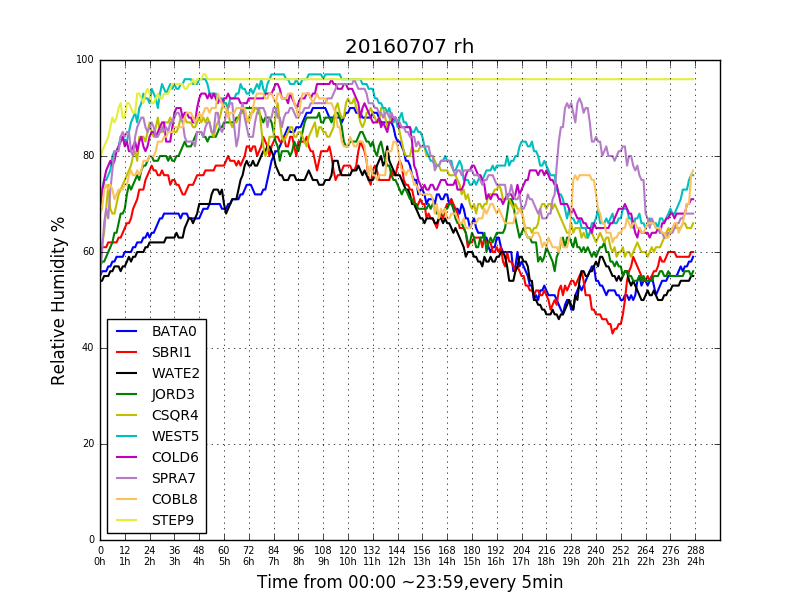 20160707 rh
100
80
60
40
20
0
Relative Humidity %
BATA0
SBRI1
WATE2
JORD3
CSQR4
WEST5
COLD6
SPRA7
COBL8
STEP9
0 12 24 36 48 60 72 84 96 108 120 132 144 156 168 180 192 204 216 228 240 252 264 276 288
0h 1h 2h 3h 4h 5h 6h 7h 8h 9h 10h 11h 12h 13h 14h 15h 16h 17h 18h 19h 20h 21h 22h 23h 24h
Time from 00:00 ~23:59,every 5min